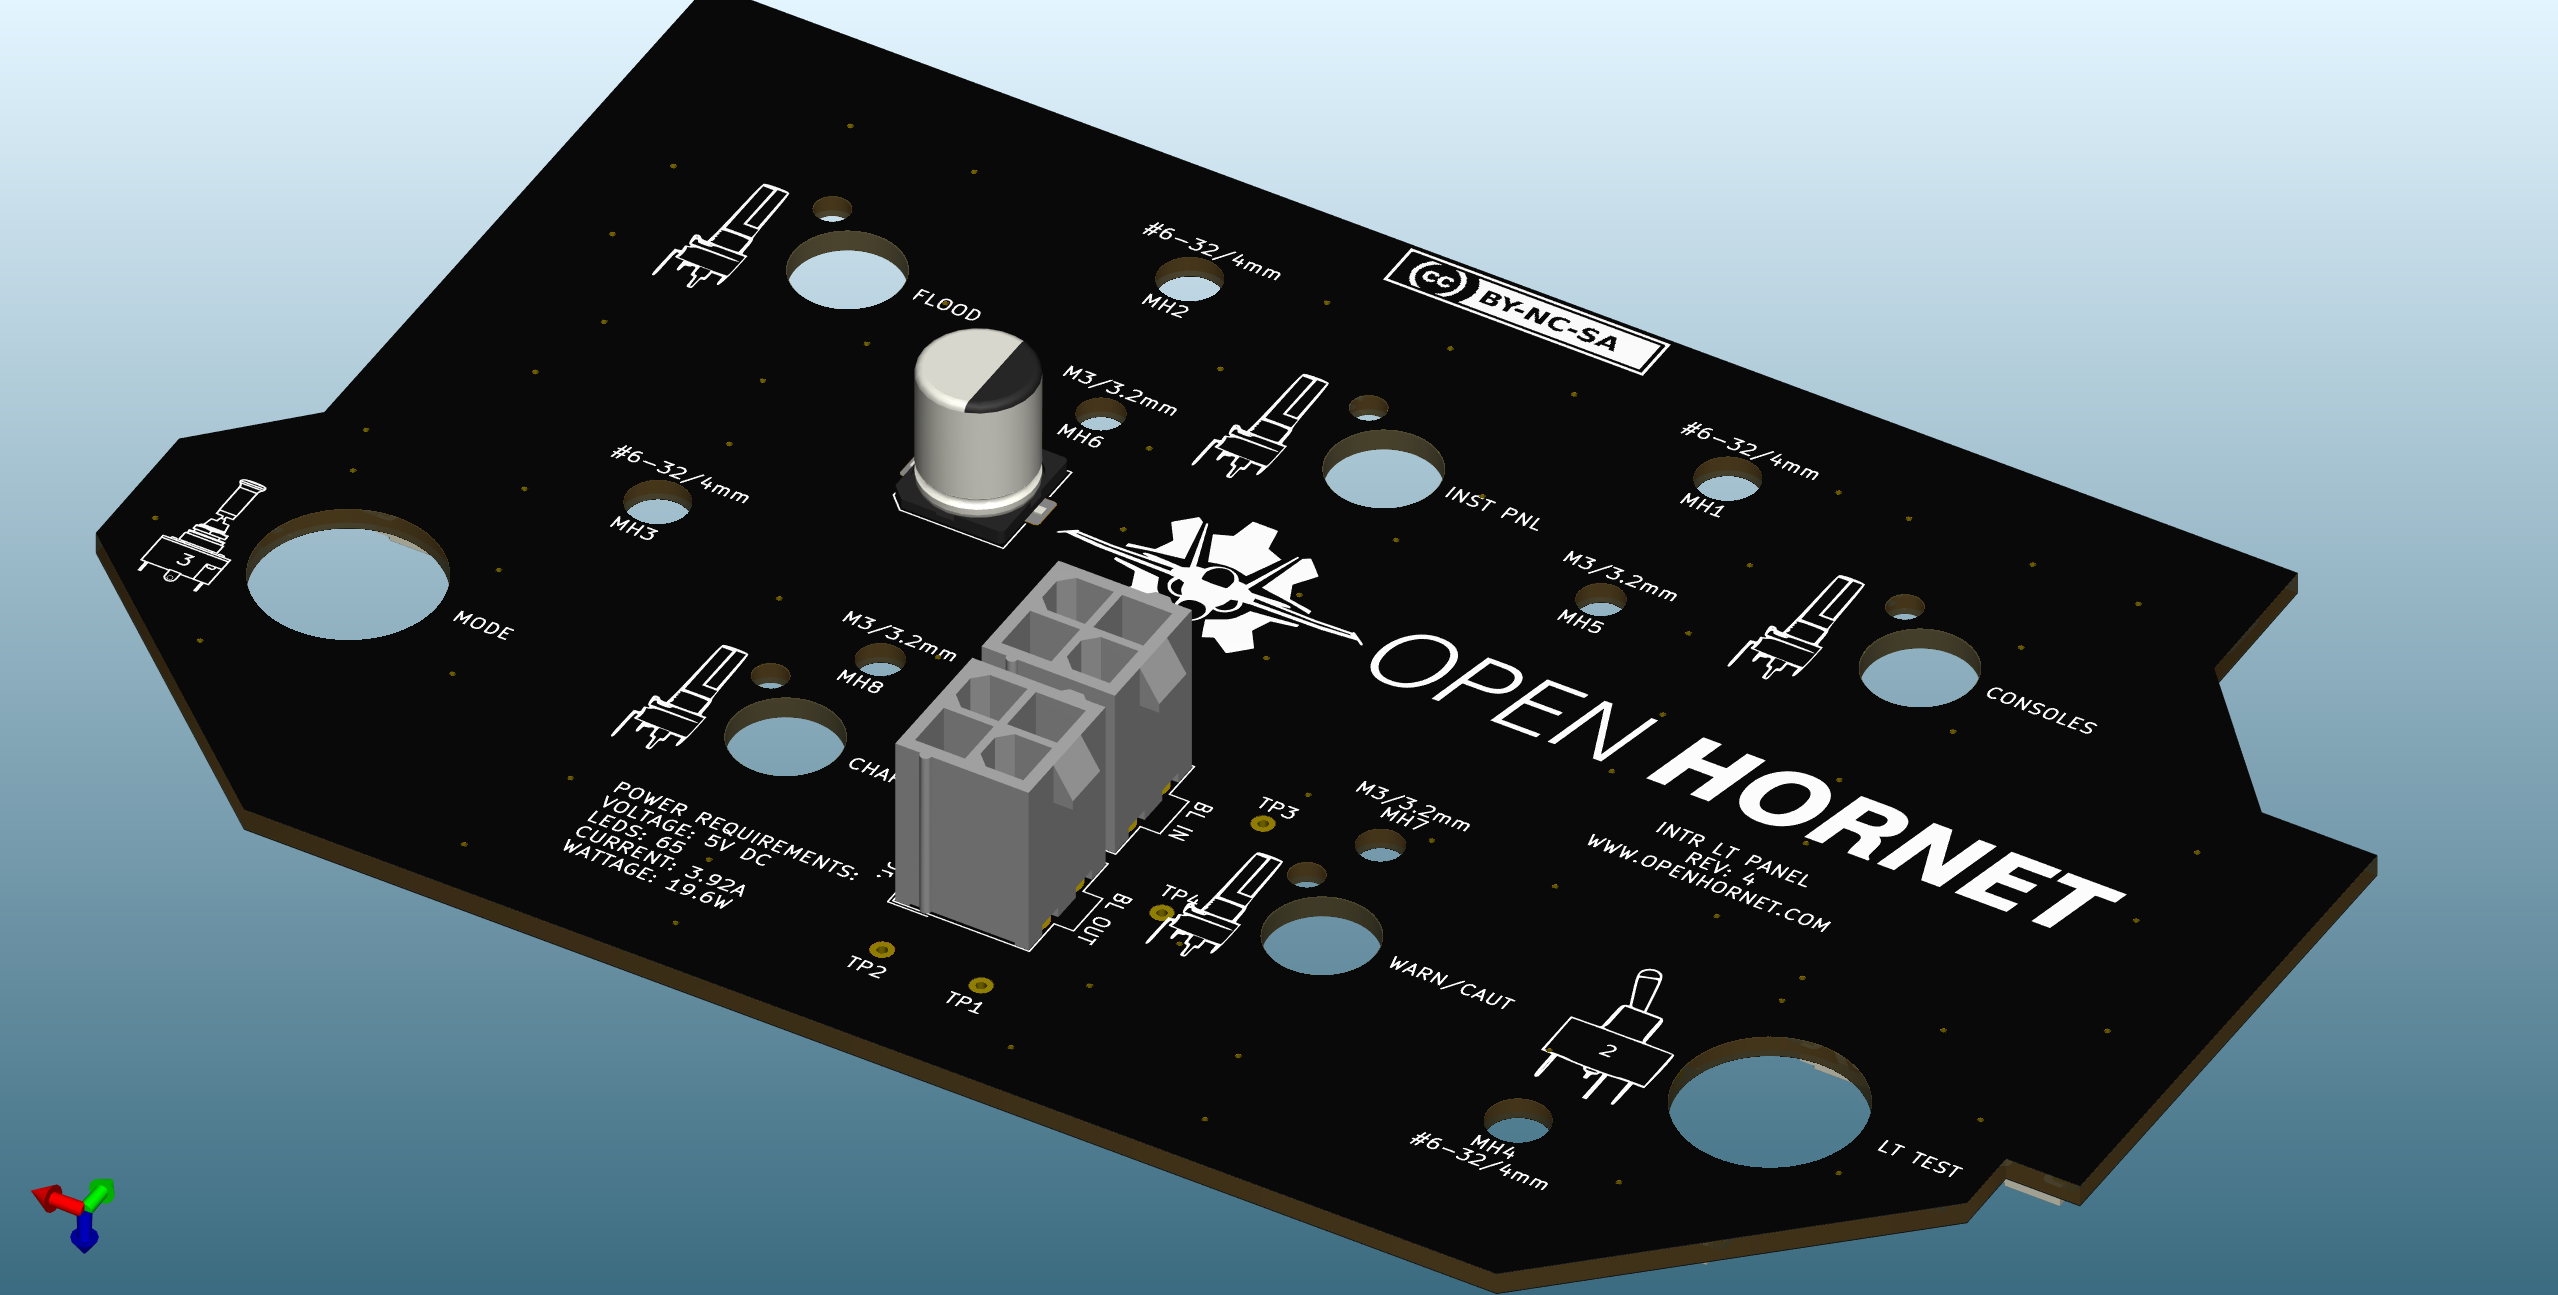 FLOOD
#6-32/4mm
MH2
cc BY-NC-SA
M3/3.2mm
MH6
#6-32/4mm
MH3
INST PNL
#6-32/4mm
MH1
3
MODE
M3/3.2mm
MH5
M3/3.2mm
MH8
CONSOLES
OPEN HORNET
INTR LT PANEL
REV: 4
WWW.OPENHORNET.COM
POWER REQUIREMENTS:
VOLTAGE: 5V DC
LEDS: 65
CURRENT: 3.92A
WATTAGE: 19.6W
BL IN
TP3
M3/3.2mm
MH7
BL OUT
TP4
TP2
TP1
WARN/CAUT
2
MH4
#6-32/4mm
LT TEST